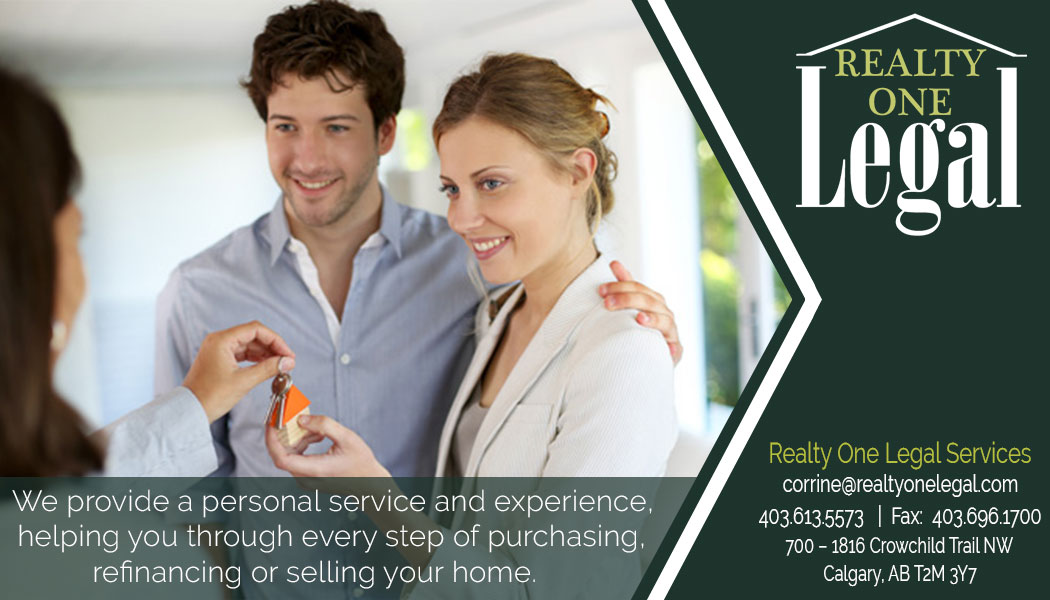 REALTY
ONE
Legal
We provide a personal service and experience,
helping you through every step of purchasing,
refinancing or selling your home.
Realty One Legal Services
corrine@realtyonelegal.com
403.613.5573 | Fax: 403.696.1700
700 – 1816 Crowchild Trail NW
Calgary, AB T2M 3Y7